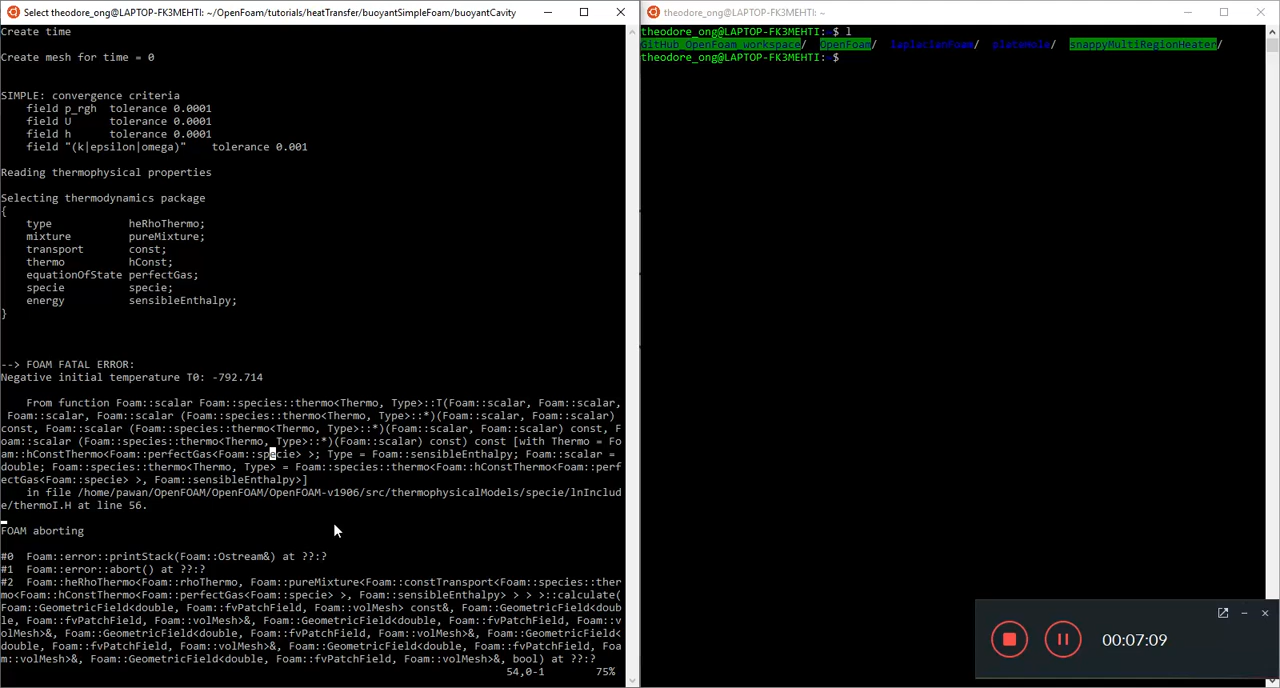 Select theodore_ong@LAPTOP-FK3MEHTI: ~/OpenFoam/tutorials/heatTransfer/buoyantSimpleFoam/buoyantCavity
Create time
Create mesh for time = 0
SIMPLE: convergence criteria
field p_rgh tolerance 0.0001
field U tolerance 0.0001
field h tolerance 0.0001
field "(k|epsilon|omega)" tolerance 0.001
Reading thermophysical properties
Selecting thermodynamics package
{
type heRhoThermo;
mixture pureMixture;
transport const;
thermo hConst;
equationOfState perfectGas;
specie specie;
energy sensibleEnthalpy;
}
--> FOAM FATAL ERROR:
Negative initial temperature T0: -792.714
From function Foam::scalar Foam::species::thermo<Thermo, Type>::T(Foam::scalar, Foam::scalar,
Foam::scalar, Foam::scalar (Foam::species::thermo<Thermo, Type>::*)(Foam::scalar, Foam::scalar)
const, Foam::scalar (Foam::species::thermo<Thermo, Type>::*)(Foam::scalar, Foam::scalar) const, F
oam::scalar (Foam::species::thermo<Thermo, Type>::*)(Foam::scalar) const) const [with Thermo = Fo
am::hConstThermo<Foam::perfectGas<Foam::specie> >; Type = Foam::sensibleEnthalpy; Foam::scalar =
double; Foam::species::thermo<Thermo, Type> = Foam::species::thermo<Foam::hConstThermo<Foam::perf
ectGas<Foam::specie> >, Foam::sensibleEnthalpy>]
in file /home/pawan/OpenFOAM/OpenFOAM/OpenFOAM-v1906/src/thermophysicalModels/specie/lnInclud
e/thermoI.H at line 56.
FOAM aborting
#0 Foam::error::printStack(Foam::Ostream&) at ??:?
#1 Foam::error::abort() at ??:?
#2 Foam::heRhoThermo<Foam::rhoThermo, Foam::pureMixture<Foam::constTransport<Foam::species::ther
mo<Foam::hConstThermo<Foam::perfectGas<Foam::specie> >, Foam::sensibleEnthalpy> > > >::calculate(
Foam::GeometricField<double, Foam::fvPatchField, Foam::volMesh> const&, Foam::GeometricField<doub
le, Foam::fvPatchField, Foam::volMesh>&, Foam::GeometricField<double, Foam::fvPatchField, Foam::v
olMesh>&, Foam::GeometricField<double, Foam::fvPatchField, Foam::volMesh>&, Foam::GeometricField<
double, Foam::fvPatchField, Foam::volMesh>&, Foam::GeometricField<double, Foam::fvPatchField, Foa
m::volMesh>&, Foam::GeometricField<double, Foam::fvPatchField, Foam::volMesh>&, bool) at ??:?
54,0-1 75%
theodore_ong@LAPTOP-FK3MEHTI: ~
theodore_ong@LAPTOP-FK3MEHTI:~$ l
GitHub_OpenFoam_workspace/ OpenFoam/ laplacianFoam/ plateHole/ snappyMultiRegionHeater/
theodore_ong@LAPTOP-FK3MEHTI:~$
00:07:09